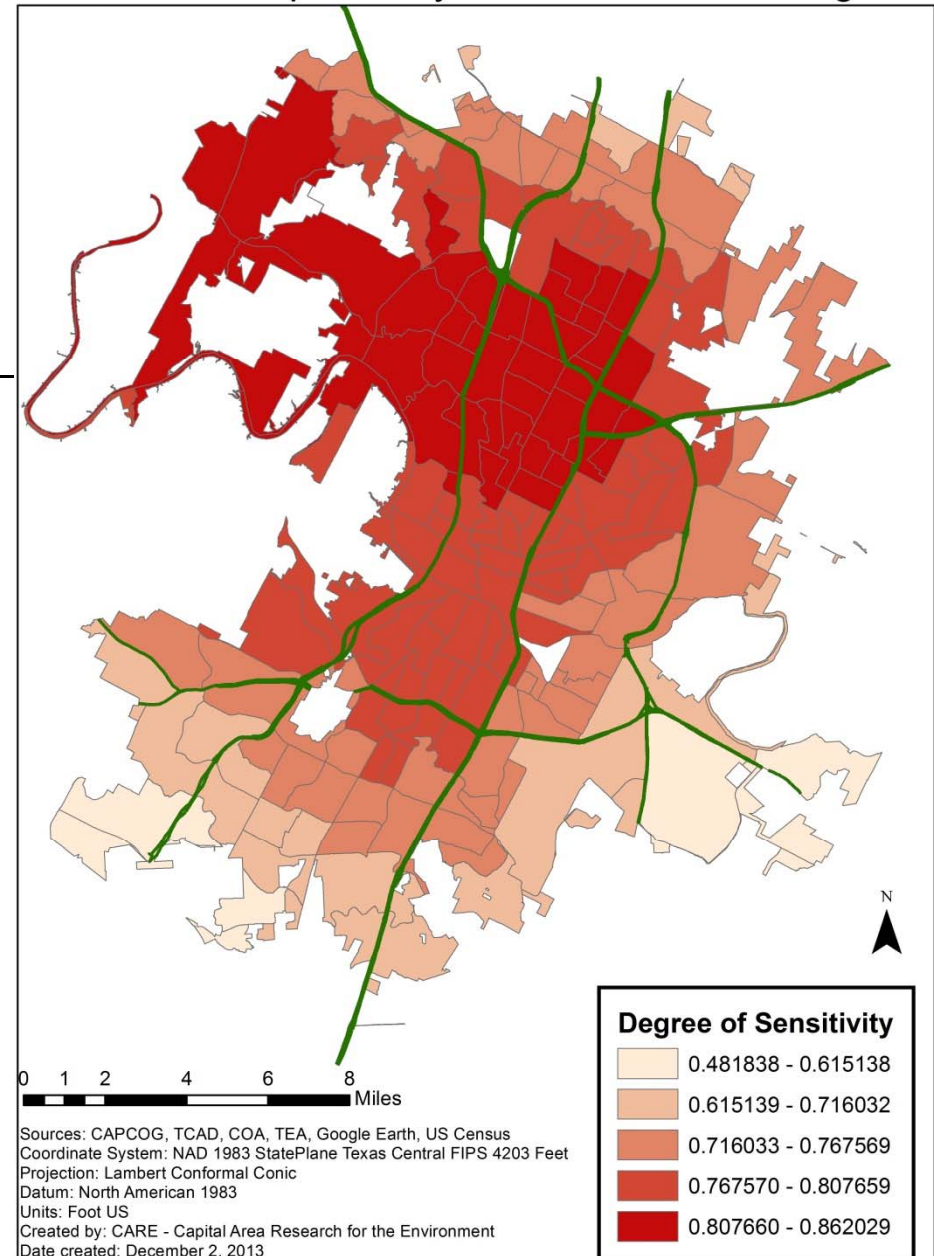 N
Degree of Sensitivity
0.481838 - 0.615138
0.615139 - 0.716032
0.716033 - 0.767569
0.767570 - 0.807659
0.807660 - 0.862029
0 1 2 4 6 8
Miles
Sources: CAPCOG, TCAD, COA, TEA, Google Earth, US Census
Coordinate System: NAD 1983 StatePlane Texas Central FIPS 4203 Feet
Projection: Lambert Conformal Conic
Datum: North American 1983
Units: Foot US
Created by: CARE - Capital Area Research for the Environment
Date created: December 2, 2013